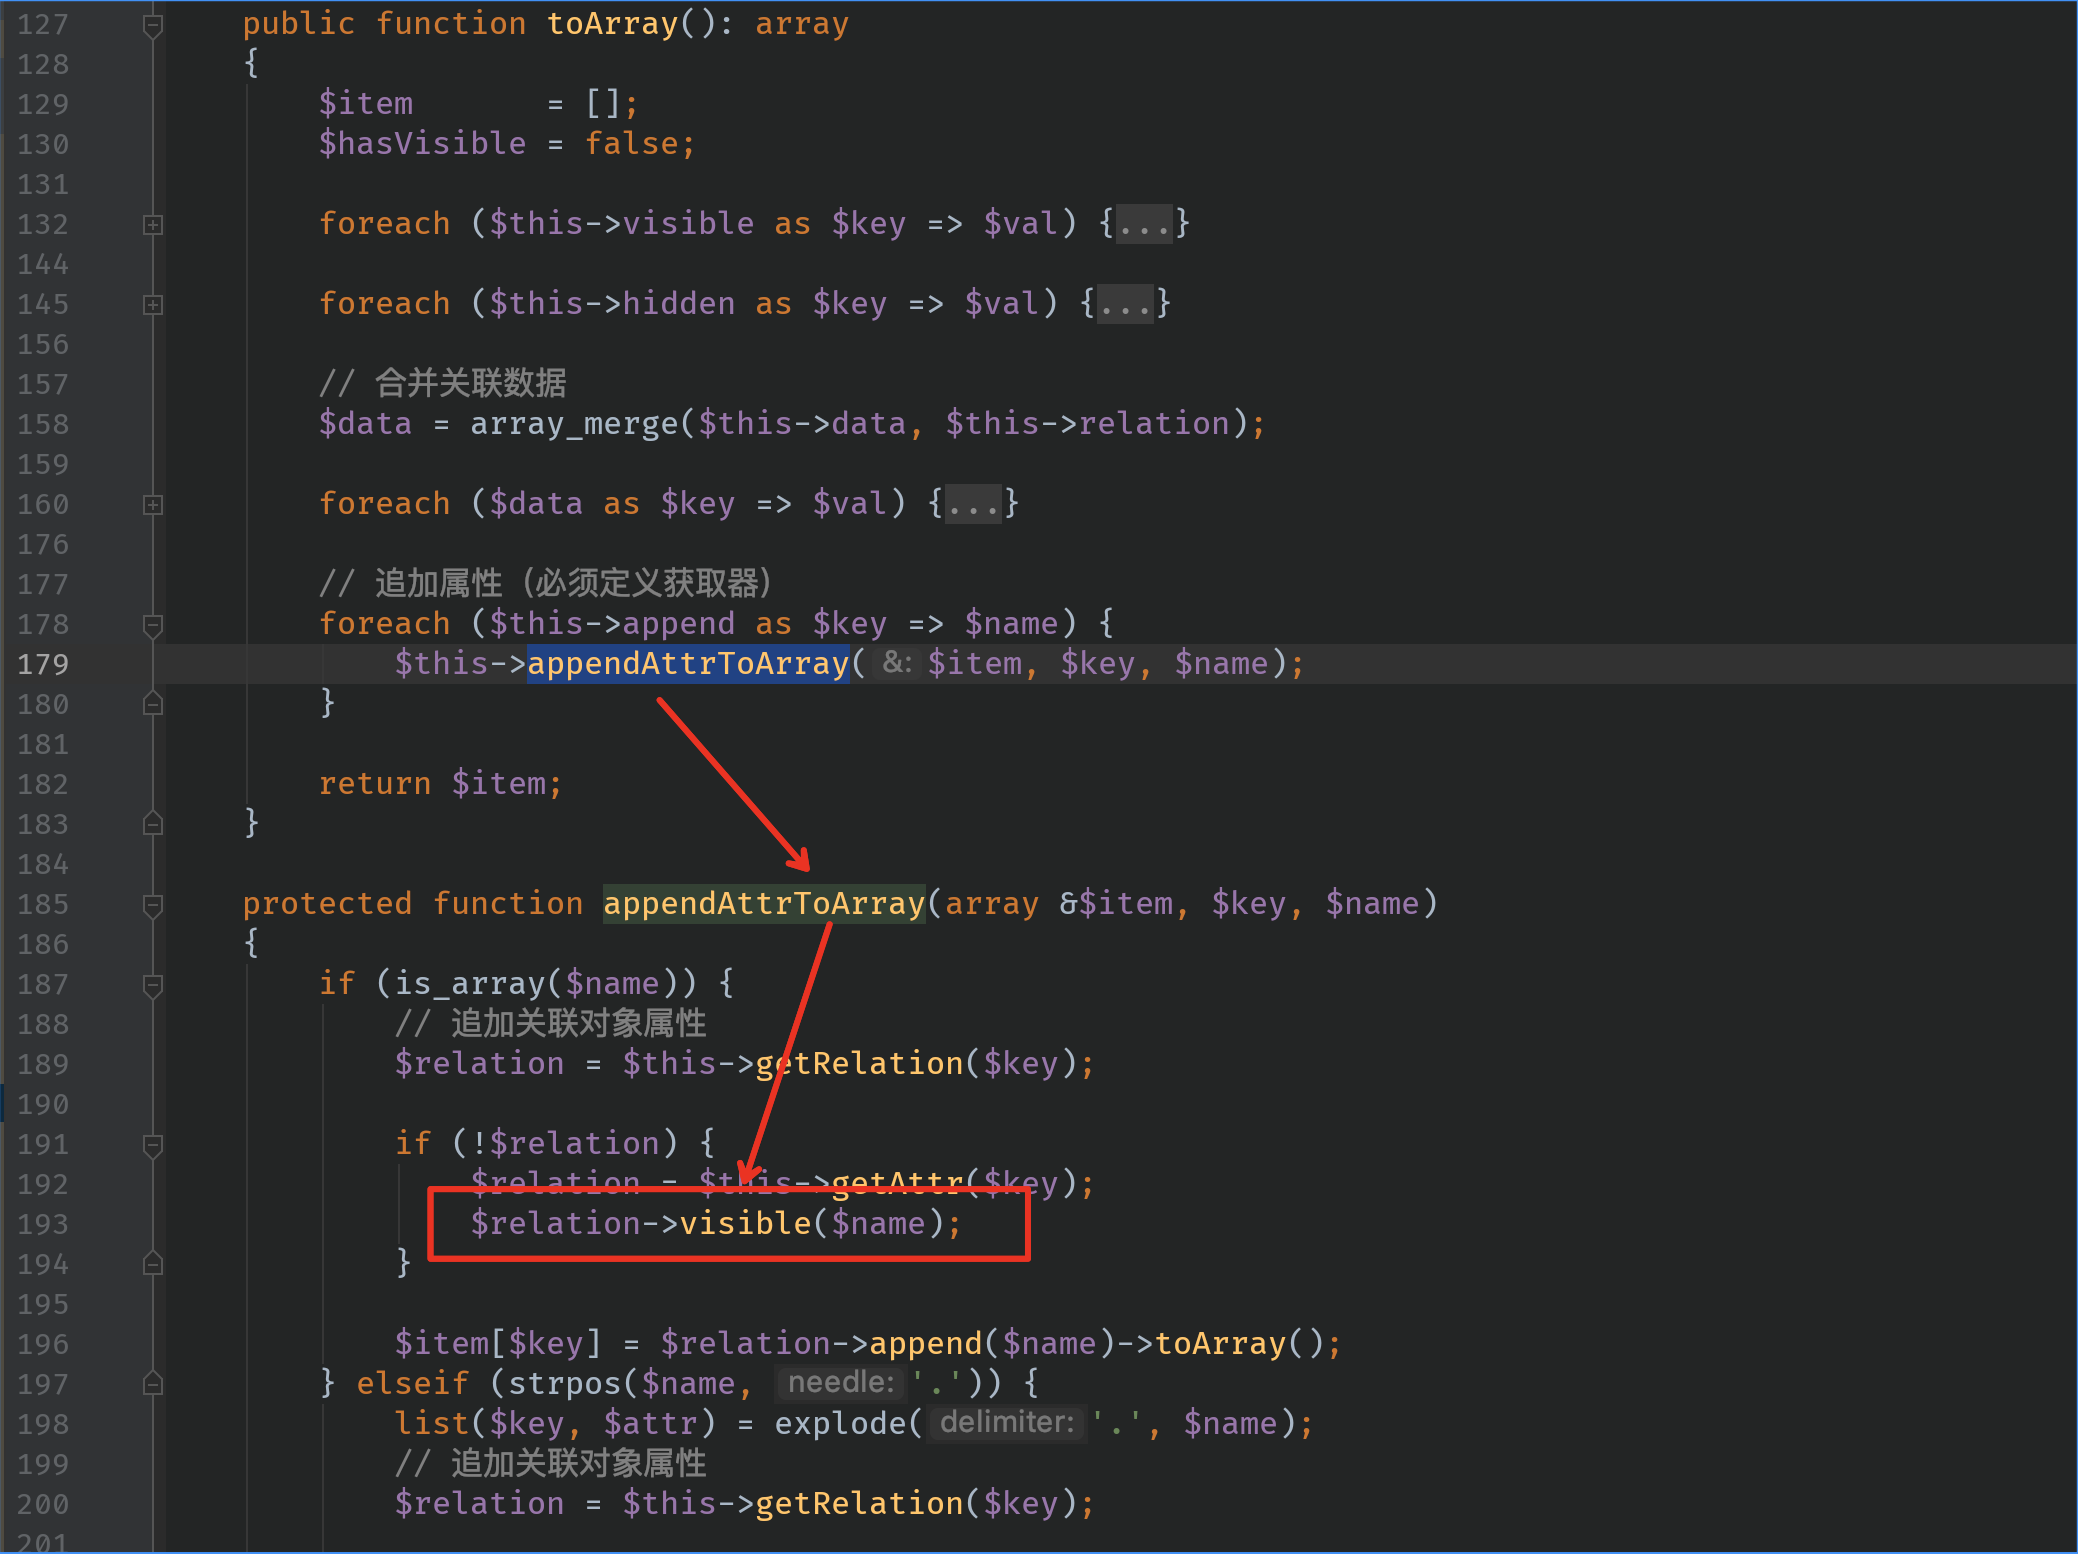 127 public function toArray(): array
128 {
129 $item = [];
130 $hasVisible = false;
131
132 foreach ($this->visible as $key => $val) {...}
144
145 foreach ($this->hidden as $key => $val) {...}
156
157 // 合并关联数据
158 $data = array_merge($this->data, $this->relation);
159
160 foreach ($data as $key => $val) {...}
176
177 // 追加属性（必须定义获取器）
178 foreach ($this->append as $key => $name) {
179 $this->appendAttrToArray( &: $item, $key, $name);
180 }
181
182 return $item;
183 }
184
185 protected function appendAttrToArray(array &$item, $key, $name)
186 {
187 if (is_array($name)) {
188 // 追加关联对象属性
189 $relation = $this->getRelation($key);
190
191 if (!$relation) {
192 $relation = $this->getAttr($key);
193 $relation->visible($name);
194 }
195
196 $item[$key] = $relation->append($name)->toArray();
197 } elseif (strpos($name, needle: '.')) {
198 list($key, $attr) = explode( delimiter: '.', $name);
199 // 追加关联对象属性
200 $relation = $this->getRelation($key);
201